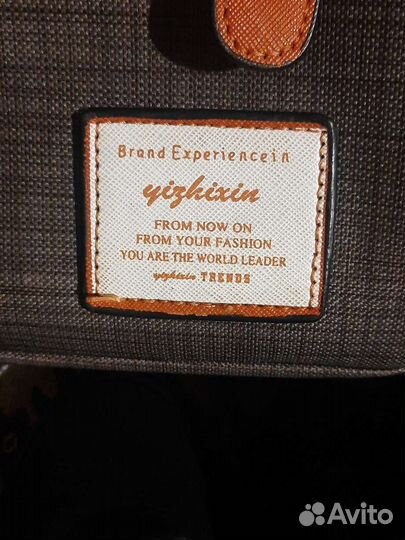 Brand Experiencein
yizhixin
FROM NOW ON
FROM YOUR FASHION
YOU ARE THE WORLD LEADER
yizhixin TRENDS
Avito